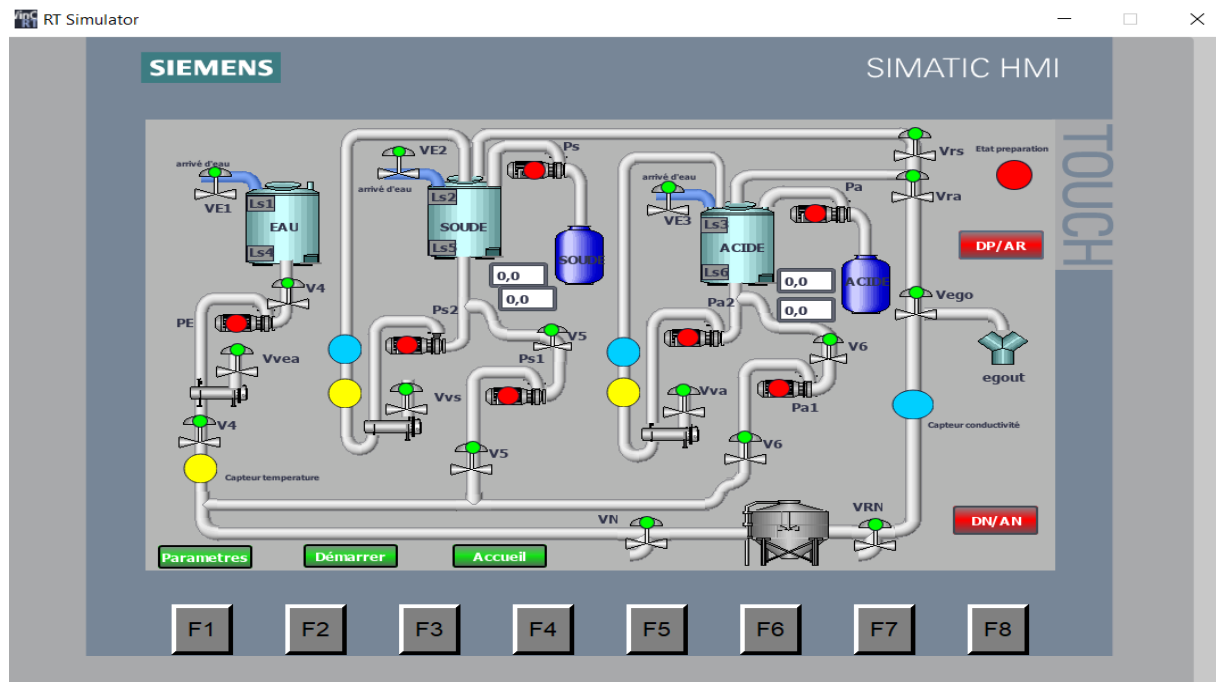 RT Simulator
SIEMENS
SIMATIC HMI
TOUCH
arrivé d'eau
VE1
Ls1
EAU
Ls4
V4
PE
Vvea
V4
Capteur temperature
VE2
arrivé d'eau
Ls2
SOUDE
Ls5
Ps
SOUDE
0,0
0,0
Ps2
V5
Ps1
Vvs
V5
arrivé d'eau
VE3
Ls3
ACIDE
Ls6
Pa
ACIDE
0,0
0,0
Pa2
V6
Pa1
Vva
V6
Vrs
Etat preparation
Vra
DP/AR
Vego
egout
Capteur conductivité
VN
VRN
DN/AN
Parametres
Démarrer
Accueil
F1
F2
F3
F4
F5
F6
F7
F8